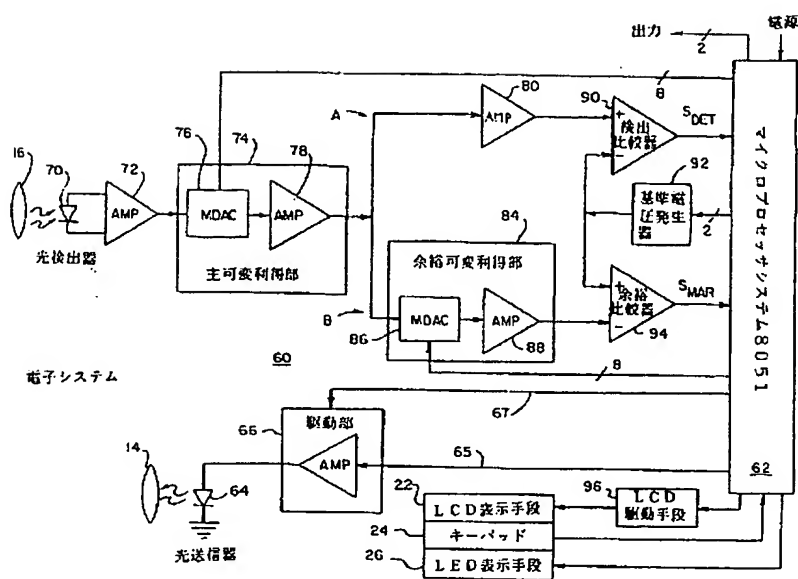 出力
電源
2
8
80
A
AMP
90
+
検出
比較器
-
SDET
16
70
72
76
74
78
AMP
MDAC
AMP
92
基準電
圧発生
器
2
光検出器
主可変利得部
84
余裕可変利得部
B
MDAC
AMP
86
88
+
余裕
比較器
-
SMAR
94
マイクロプロセッサシステム8051
60
8
電子システム
67
駆動部
66
AMP
65
62
14
64
22
LCD表示手段
96
LCD
駆動手段
24
キーパッド
光送信器
26
LED表示手段